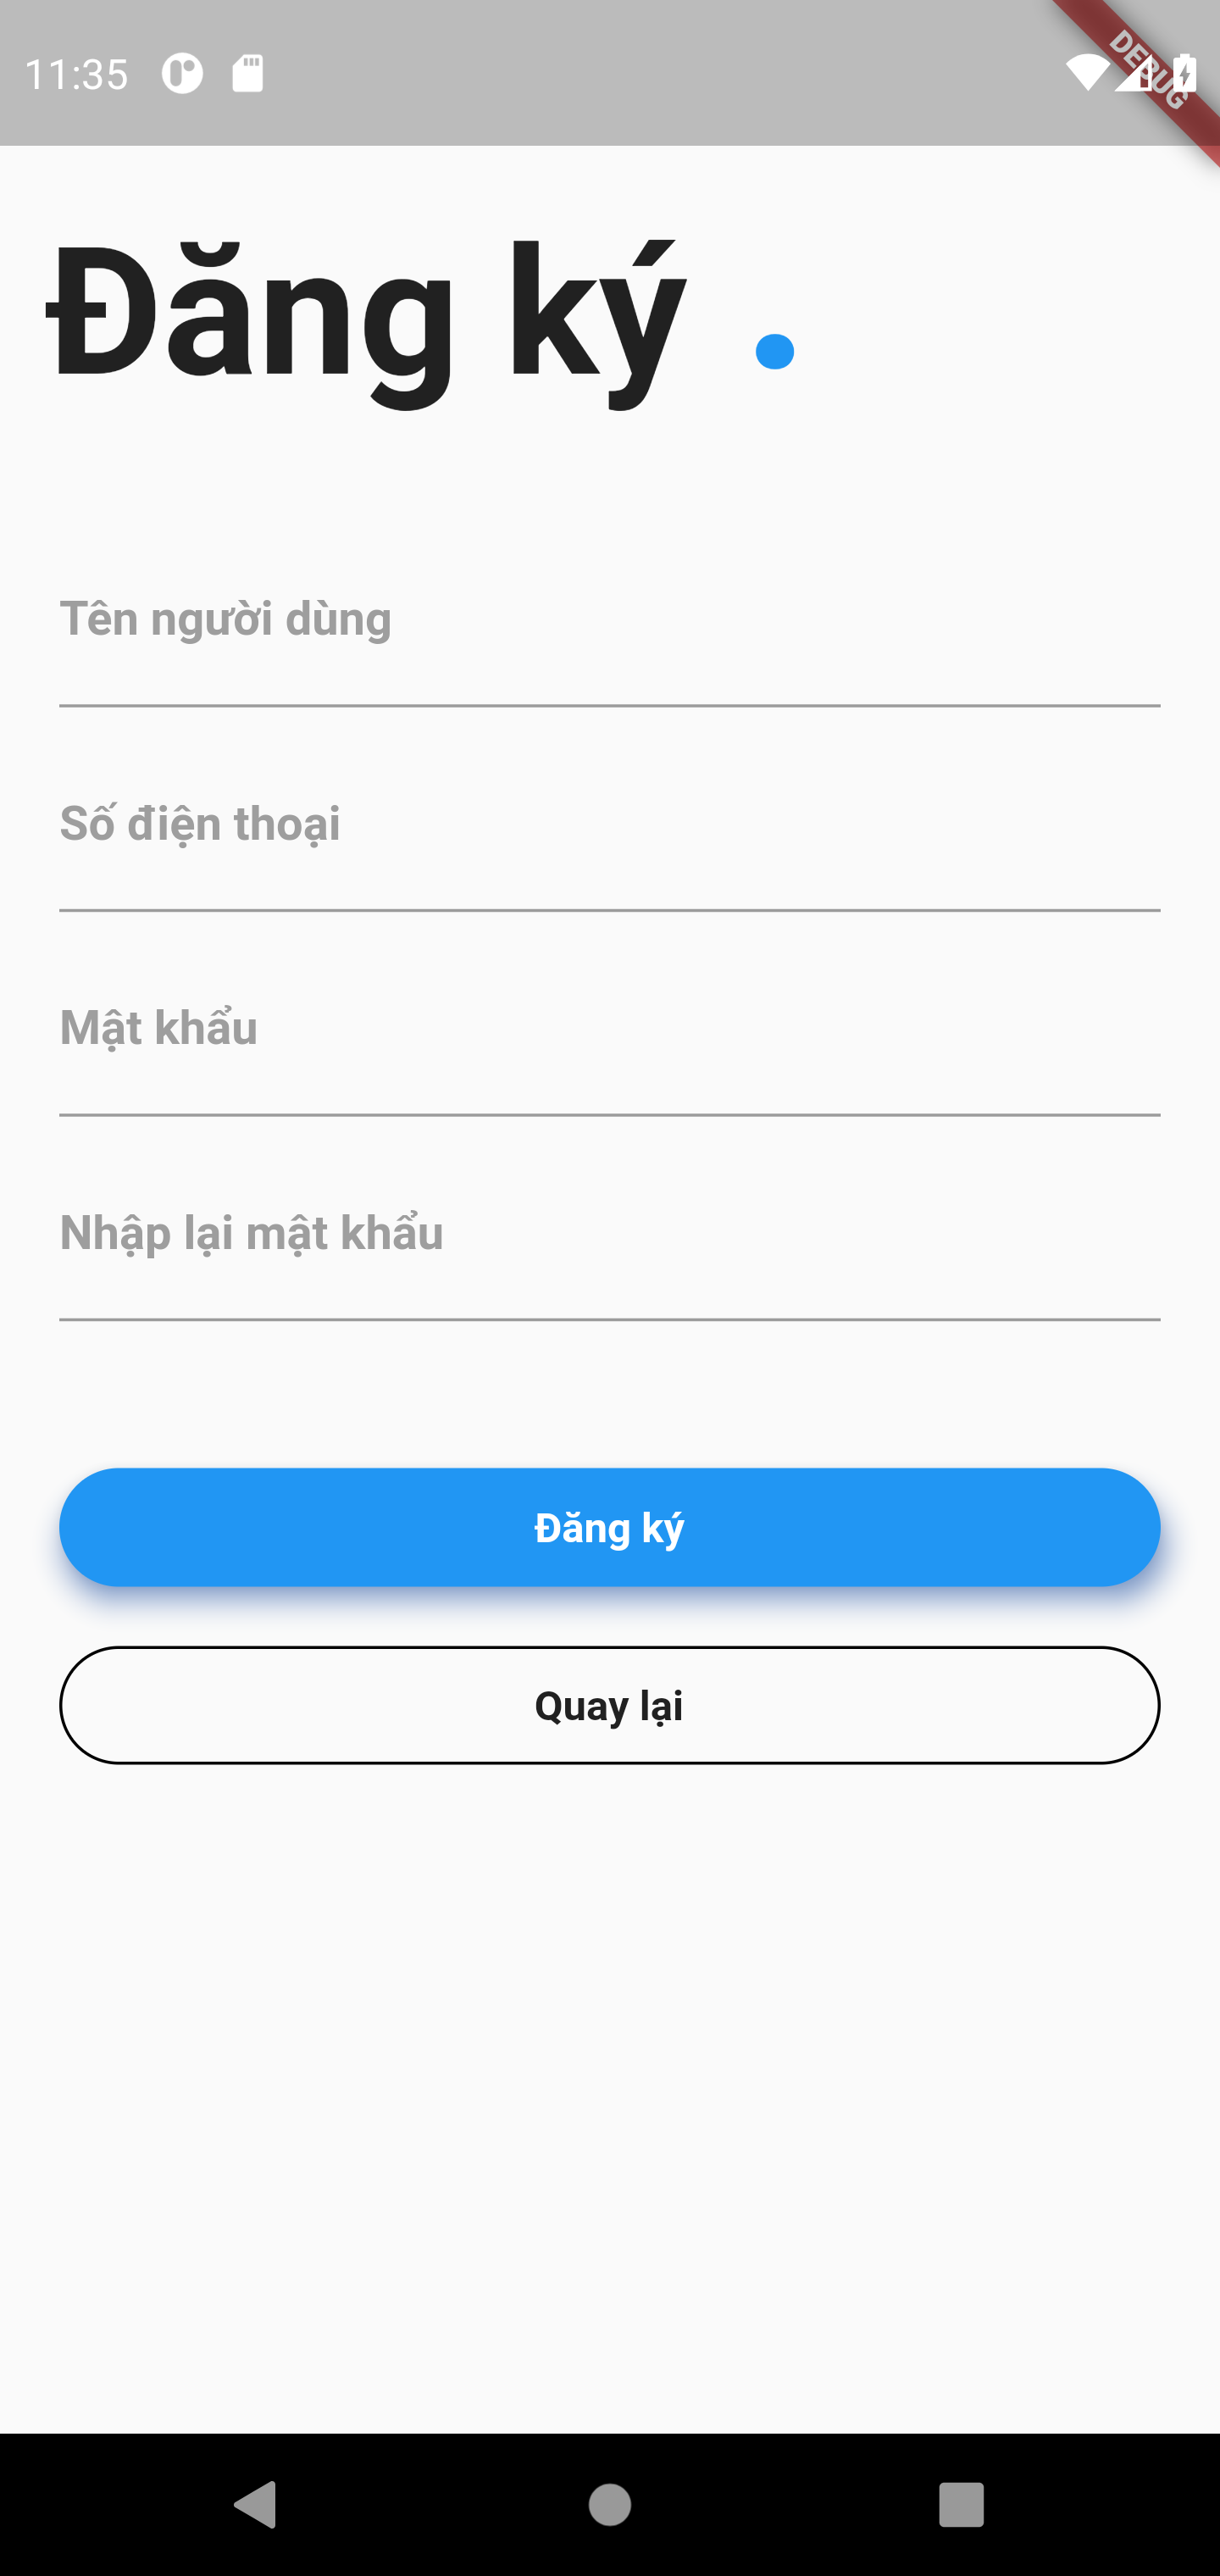 11:35
DEBUG
Đăng ký .
Tên người dùng
Số điện thoại
Mật khẩu
Nhập lại mật khẩu
Đăng ký
Quay lại